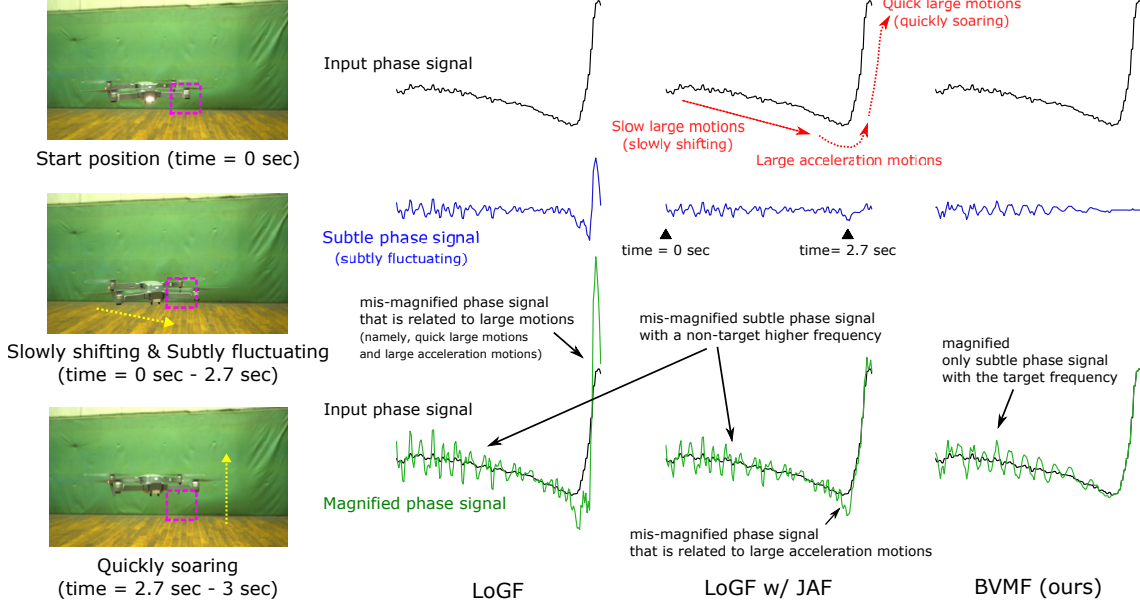 Quick large motions
(quickly soaring)
Input phase signal
Slow large motions
(slowly shifting)
Large acceleration motions
Start position (time = 0 sec)
Subtle phase signal
(subtly fluctuating)
time = 0 sec
time= 2.7 sec
mis-magnified phase signal
that is related to large motions
(namely, quick large motions
and large acceleration motions)
mis-magnified subtle phase signal
with a non-target higher frequency
magnified
only subtle phase signal
with the target frequency
Slowly shifting & Subtly fluctuating
(time = 0 sec - 2.7 sec)
Input phase signal
Magnified phase signal
mis-magnified phase signal
that is related to large acceleration motions
Quickly soaring
(time = 2.7 sec - 3 sec)
LoGF
LoGF w/ JAF
BVMF (ours)